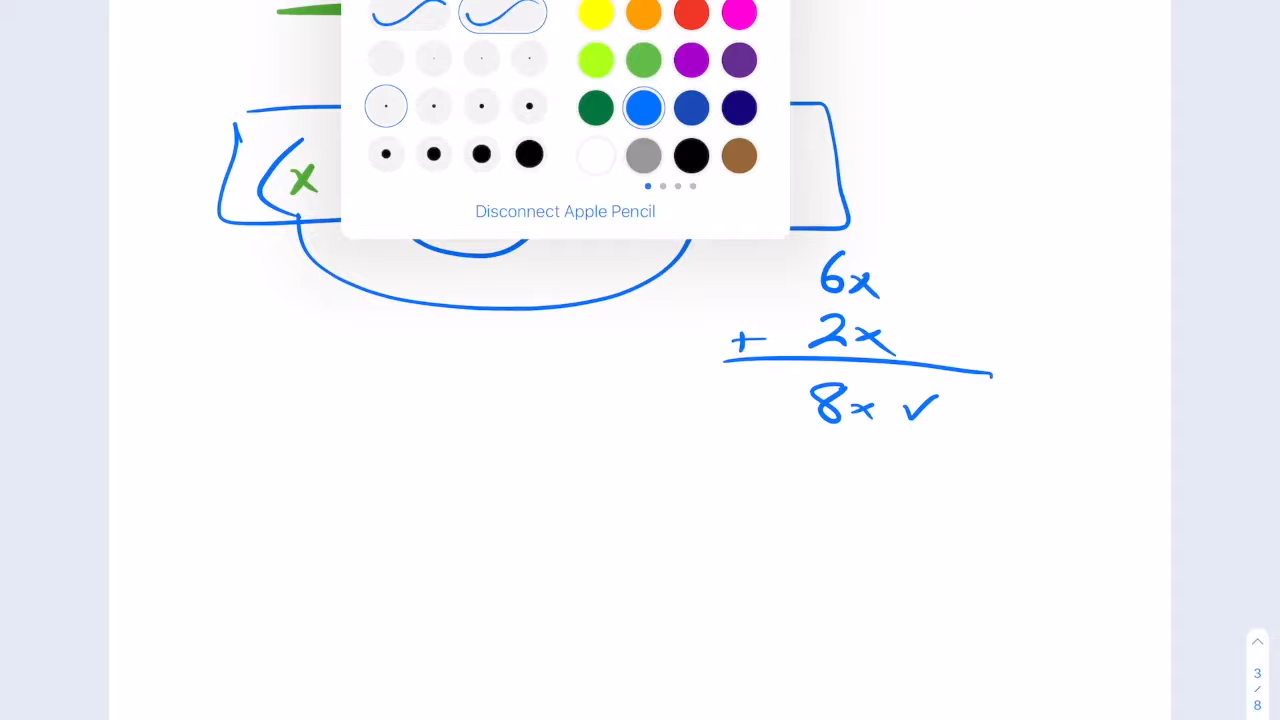 Disconnect Apple Pencil
(x
6x
+ 2x
8x ✓
3
/
8